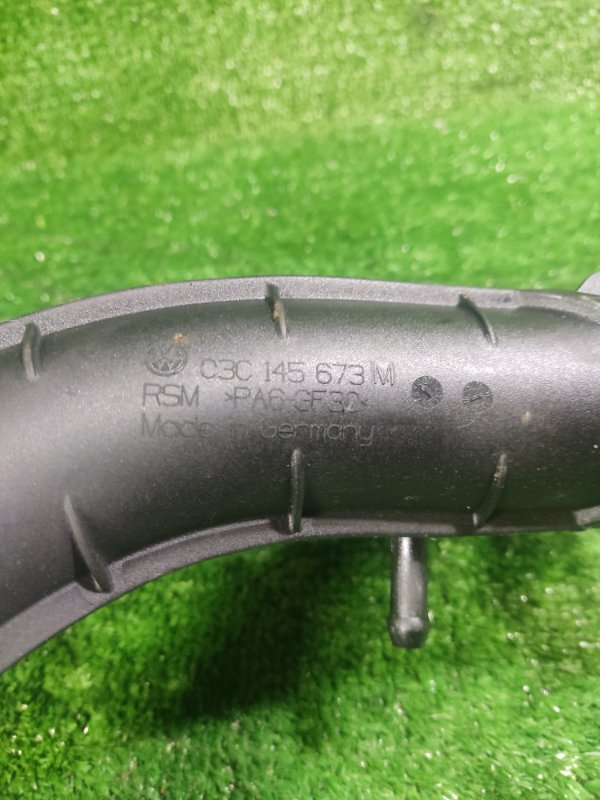 03C 145 673 M
RSM >PA6-GF30<
Made in Germany